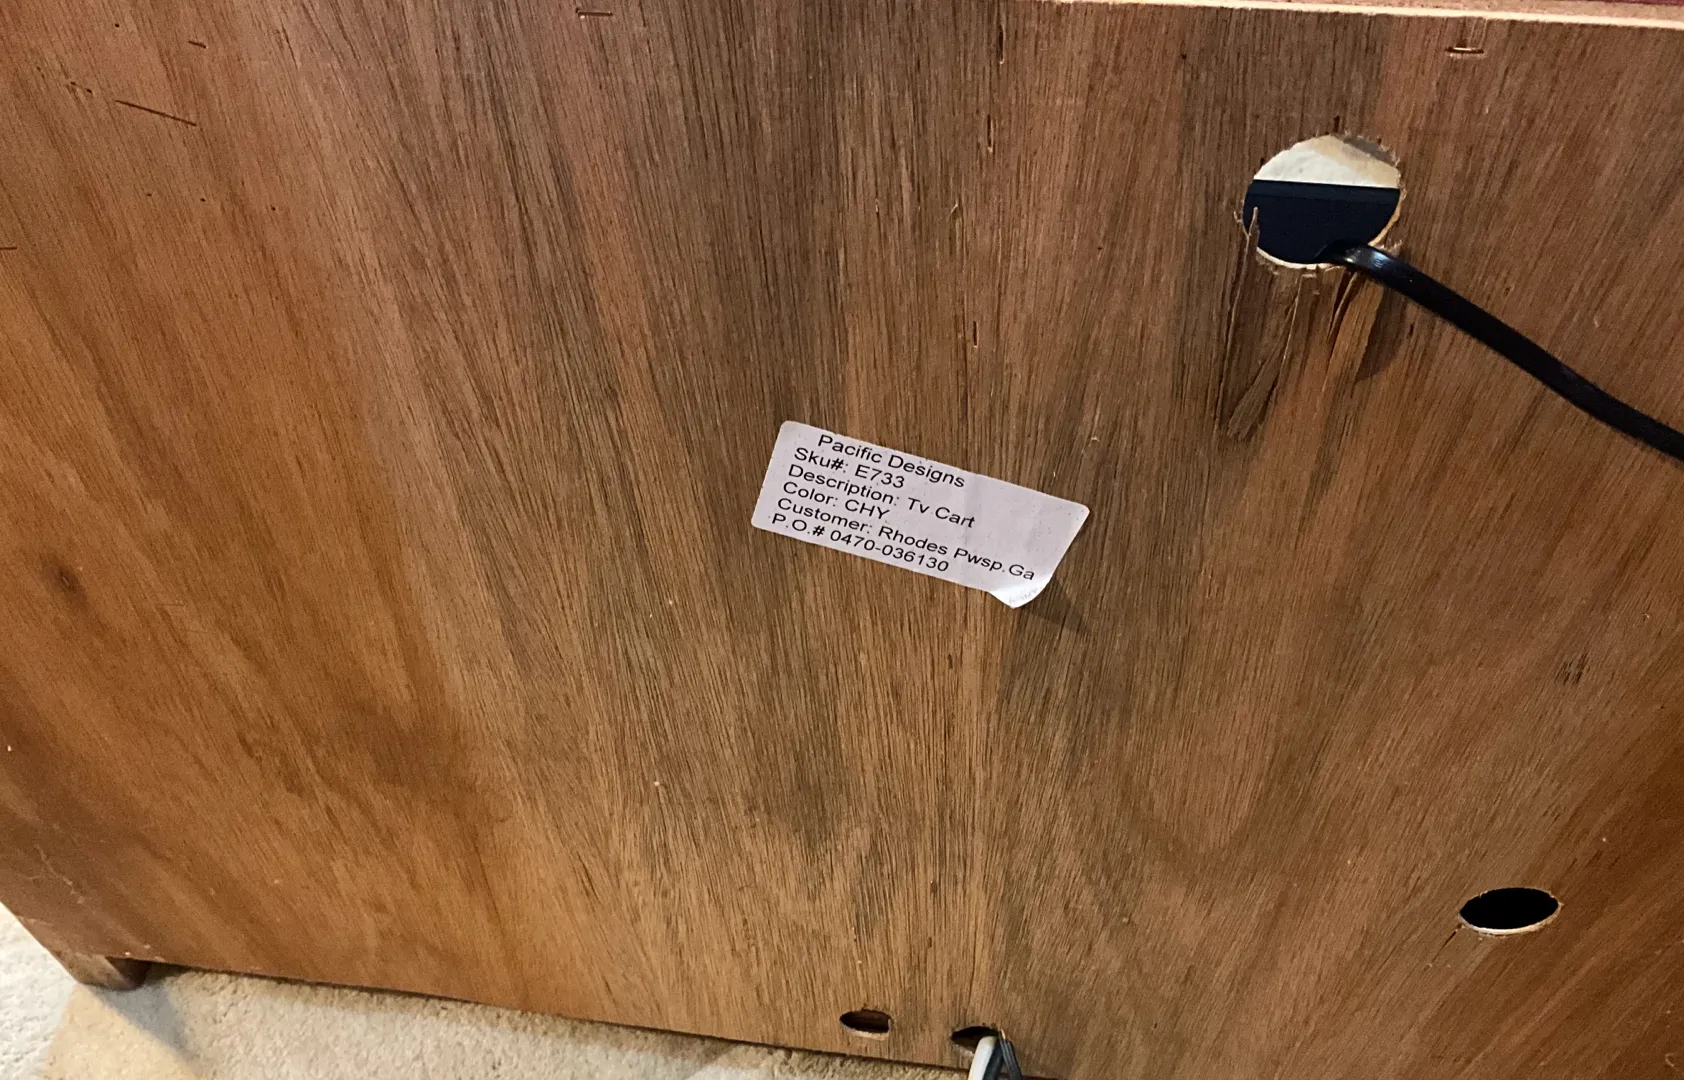 Pacific Designs
Sku#: E733
Description: Tv Cart
Color: CHY
Customer: Rhodes Pwsp.Ga
P.O.# 0470-036130